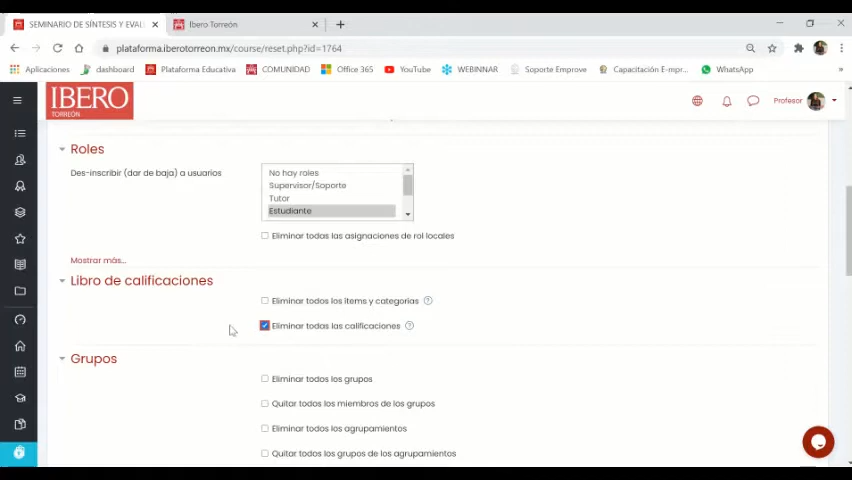 SEMINARIO DE SÍNTESIS Y EVAL
Ibero Torreón
plataforma.iberotorreon.mx/course/reset.php?id=1764
Aplicaciones
dashboard
Plataforma Educativa
COMUNIDAD
Office 365
YouTube
WEBINNAR
Soporte Emprove
Capacitación E-mpr...
WhatsApp
»
IBERO
TORREÓN
Profesor
Roles
Des-inscribir (dar de baja) a usuarios
No hay roles
Supervisor/Soporte
Tutor
Estudiante
Eliminar todas las asignaciones de rol locales
Mostrar más...
Libro de calificaciones
Eliminar todos los ítems y categorías
Eliminar todas las calificaciones
Grupos
Eliminar todos los grupos
Quitar todos los miembros de los grupos
Eliminar todos los agrupamientos
Quitar todos los grupos de los agrupamientos